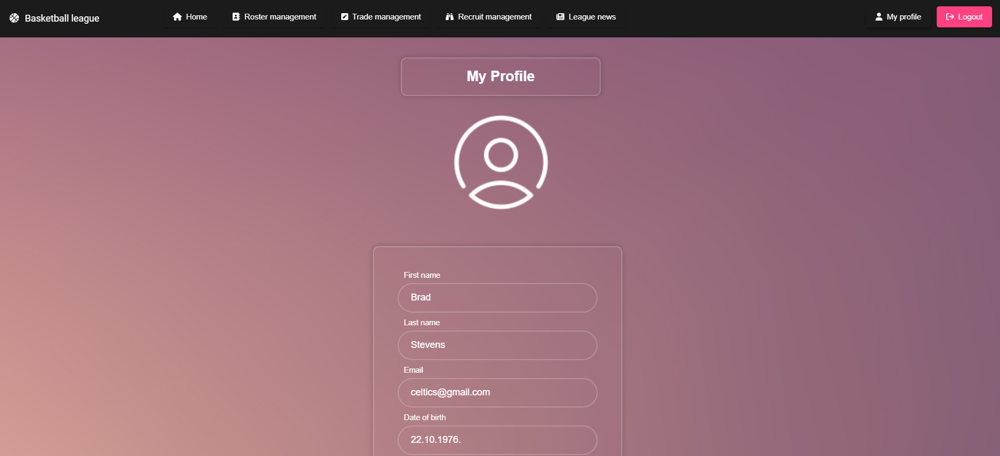 Basketball league
Home
Roster management
Trade management
Recruit management
League news
My profile
Logout
My Profile
First name
Brad
Last name
Stevens
Email
celtics@gmail.com
Date of birth
22.10.1976.